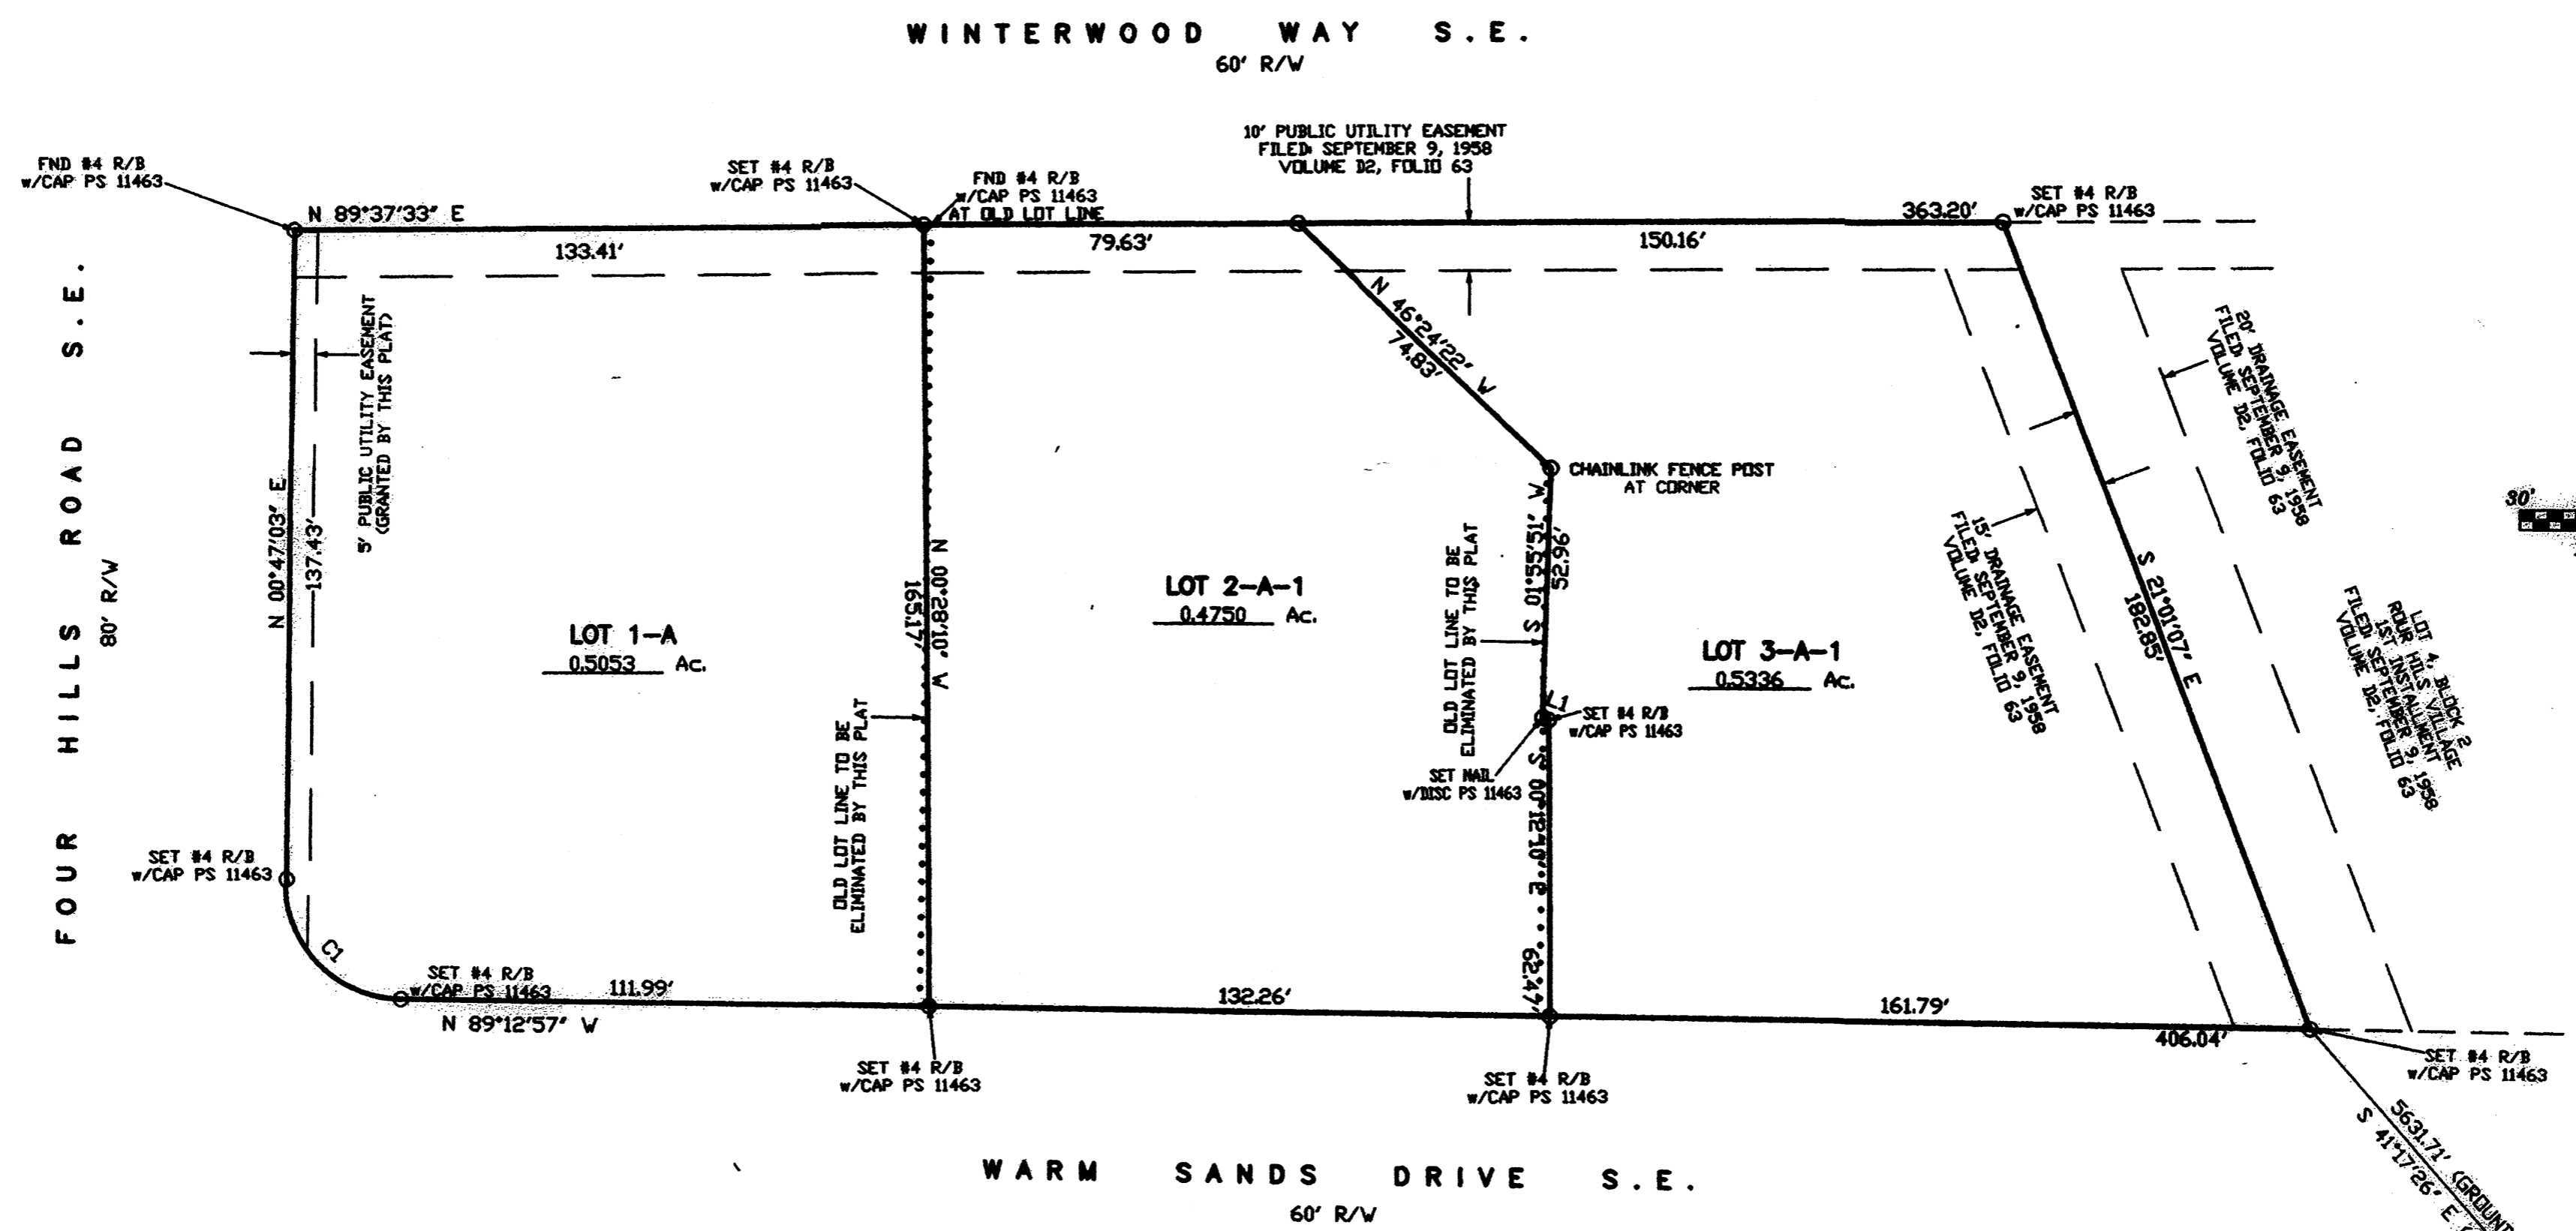 WINTERWOOD WAY S.E.
60' R/W
10' PUBLIC UTILITY EASEMENT
FILED: SEPTEMBER 9, 1958
VOLUME D2, FOLIO 63
FND #4 R/B
w/CAP PS 11463
SET #4 R/B
w/CAP PS 11463
FND #4 R/B
w/CAP PS 11463
AT OLD LOT LINE
SET #4 R/B
w/CAP PS 11463
N 89°37'33" E
363.20'
133.41'
79.63'
150.16'
FOUR HILLS ROAD S.E.
80' R/W
N 00°47'03" E
137.43'
5' PUBLIC UTILITY EASEMENT
(GRANTED BY THIS PLAT)
N 46°24'22" W
74.83'
CHAINLINK FENCE POST
AT CORNER
20' DRAINAGE EASEMENT
FILED: SEPTEMBER 9, 1958
VOLUME D2, FOLIO 63
30'
N 00°28'10" W
165.17'
S 01°55'51" W
52.96'
OLD LOT LINE TO BE
ELIMINATED BY THIS PLAT
15' DRAINAGE EASEMENT
FILED: SEPTEMBER 9, 1958
VOLUME D2, FOLIO 63
S 21°01'07" E
182.85'
LOT 4, BLOCK 2
ROUR HILLS VILLAGE
1ST INSTALLMENT
FILED: SEPTEMBER 9, 1958
VOLUME D2, FOLIO 63
LOT 1-A
0.5053 Ac.
LOT 2-A-1
0.4750 Ac.
LOT 3-A-1
0.5336 Ac.
L1
SET #4 R/B
w/CAP PS 11463
SET NAIL
w/DISC PS 11463
S 00°12'10" E
62.47'
OLD LOT LINE TO BE
ELIMINATED BY THIS PLAT
SET #4 R/B
w/CAP PS 11463
C1
SET #4 R/B
w/CAP PS 11463
111.99'
N 89°12'57" W
132.26'
161.79'
406.04'
SET #4 R/B
w/CAP PS 11463
SET #4 R/B
w/CAP PS 11463
SET #4 R/B
w/CAP PS 11463
5631.71' (GROUND
S 41°17'26" E
WARM SANDS DRIVE S.E.
60' R/W